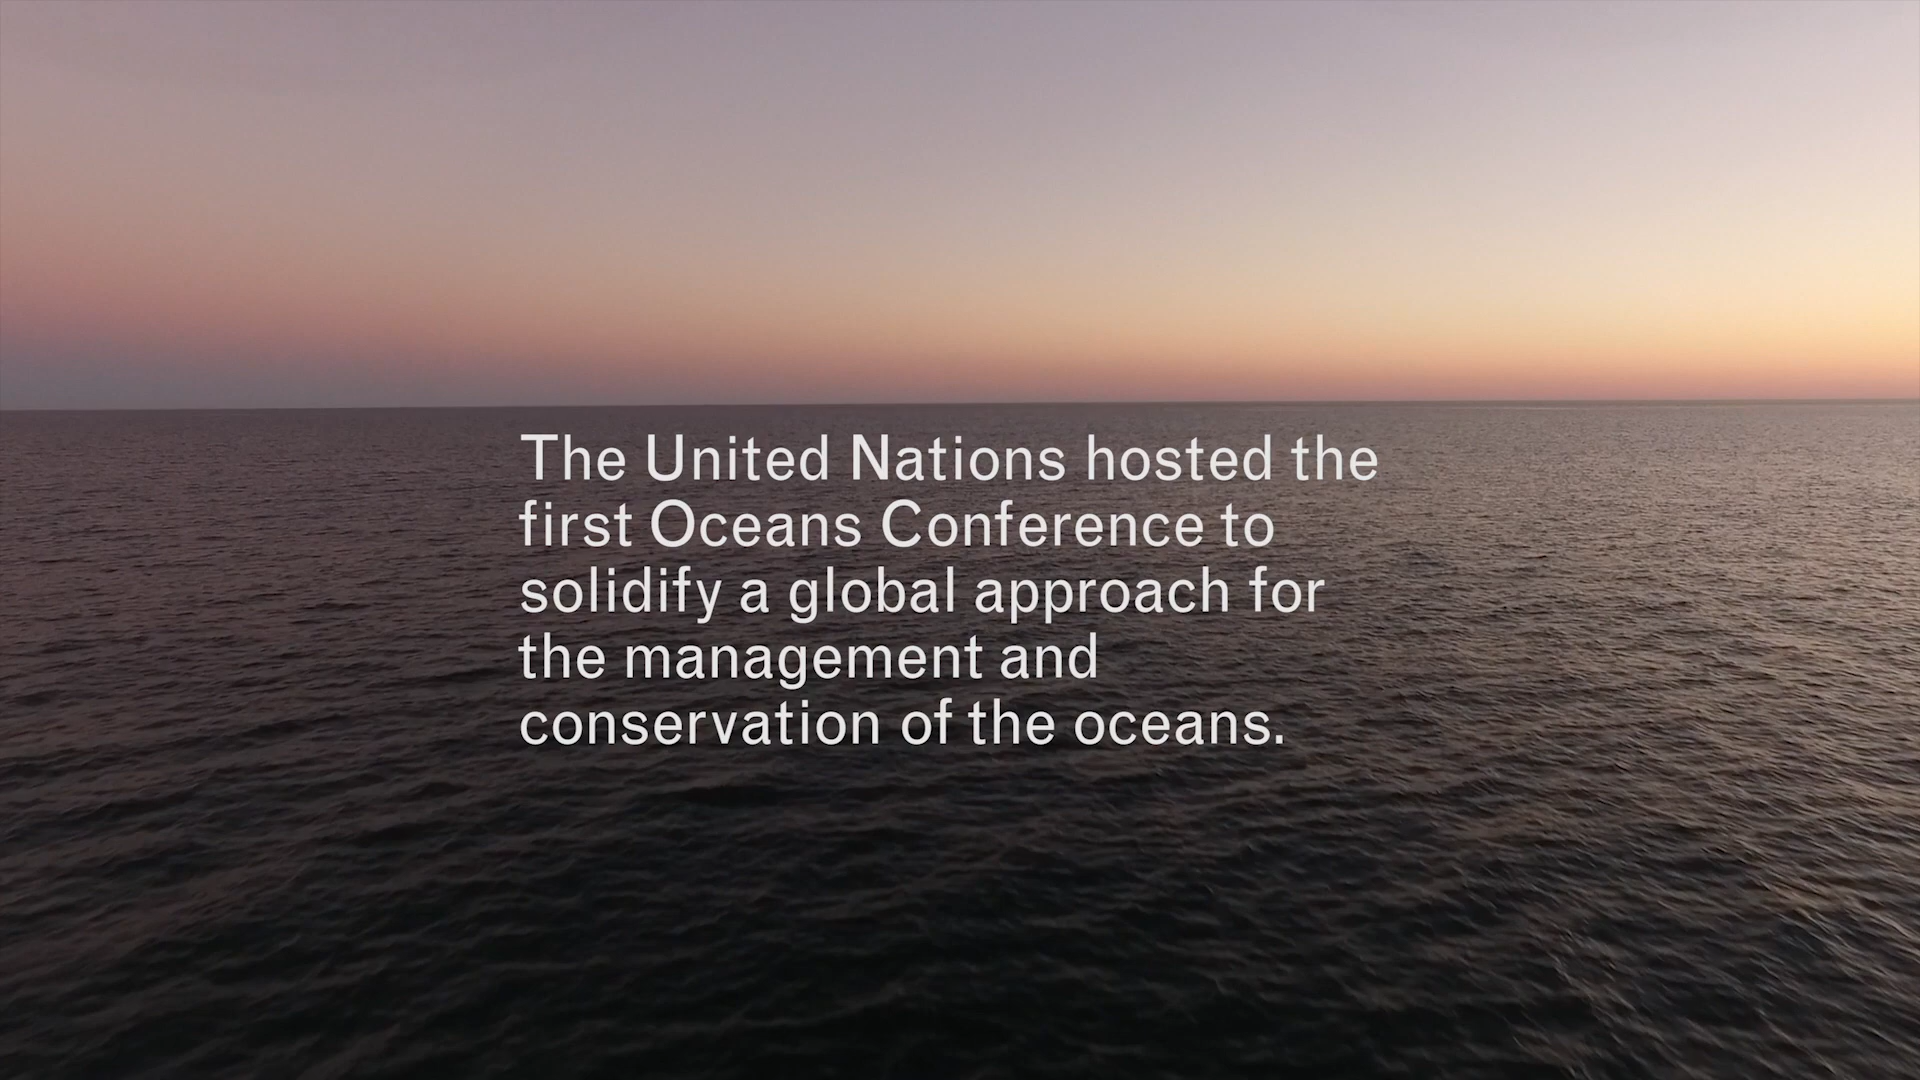 The United Nations hosted the
first Oceans Conference to
solidify a global approach for
the management and
conservation of the oceans.